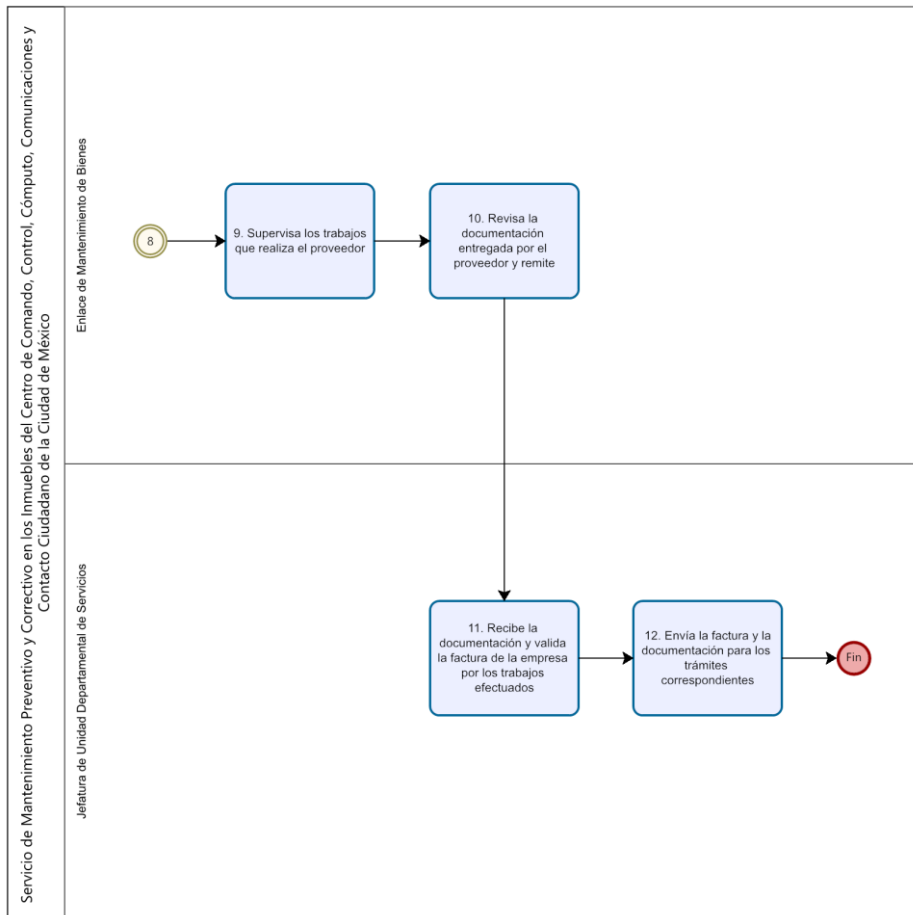 Servicio de Mantenimiento Preventivo y Correctivo en los Inmuebles del Centro de Comando, Control, Cómputo, Comunicaciones y
Contacto Ciudadano de la Ciudad de México
Enlace de Mantenimiento de Bienes
8
9. Supervisa los trabajos
que realiza el proveedor
10. Revisa la
documentación
entregada por el
proveedor y remite
Jefatura de Unidad Departamental de Servicios
11. Recibe la
documentación y valida
la factura de la empresa
por los trabajos
efectuados
12. Envía la factura y la
documentación para los
trámites
correspondientes
Fin